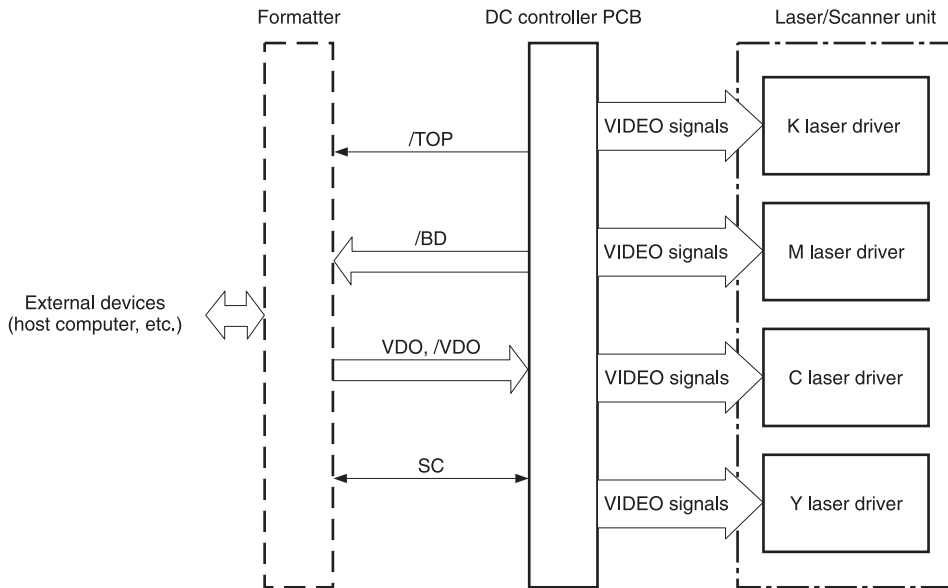 Formatter
DC controller PCB
Laser/Scanner unit
VIDEO signals
K laser driver
/TOP
/BD
VIDEO signals
M laser driver
External devices
(host computer, etc.)
VDO, /VDO
VIDEO signals
C laser driver
SC
VIDEO signals
Y laser driver